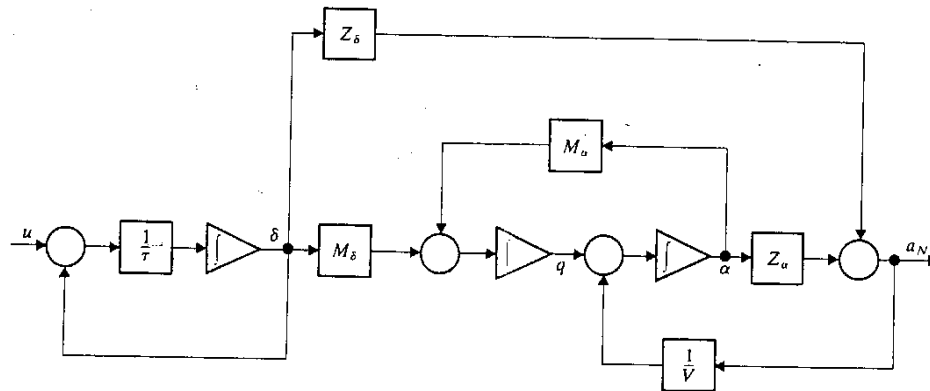 Z_δ
M_α
u
1/τ
∫
δ
M_δ
∫
q
∫
α
Z_α
a_N
1/V